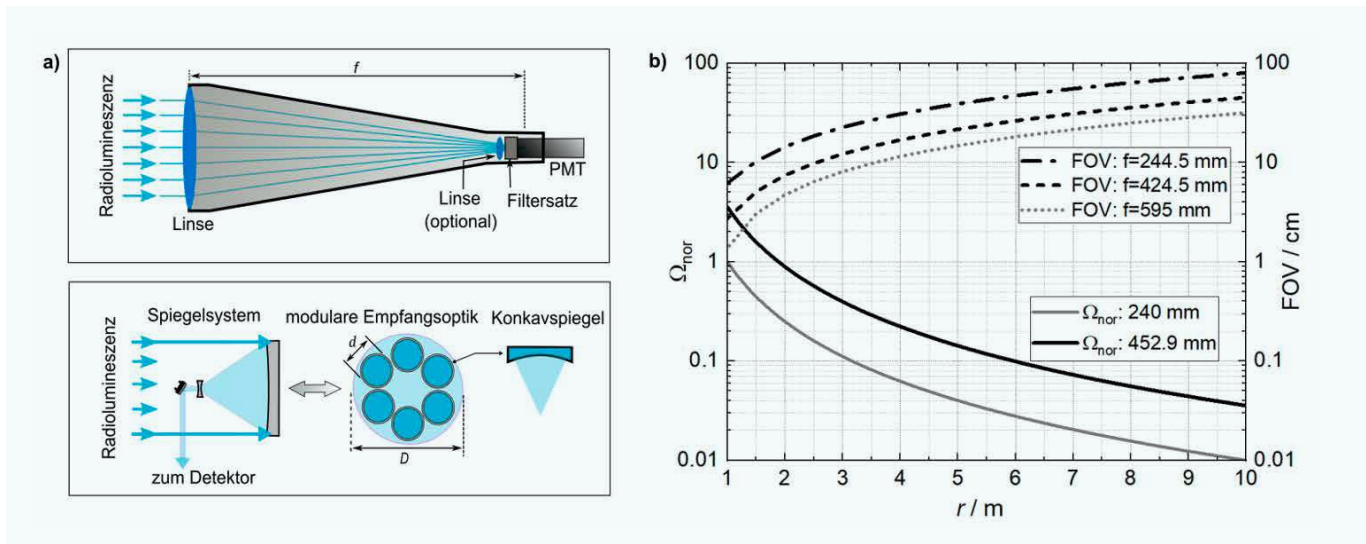 a)
f
Radiolumineszenz
Linse
Linse
(optional)
Filtersatz
PMT
Radiolumineszenz
Spiegelsystem
zum Detektor
modulare Empfangsoptik
d
D
Konkavspiegel
b)
100
10
1
0.1
0.01
Ωnor
FOV: f=244.5 mm
FOV: f=424.5 mm
FOV: f=595 mm
Ωnor: 240 mm
Ωnor: 452.9 mm
100
10
1
0.1
0.01
FOV / cm
1 2 3 4 5 6 7 8 9 10
r / m